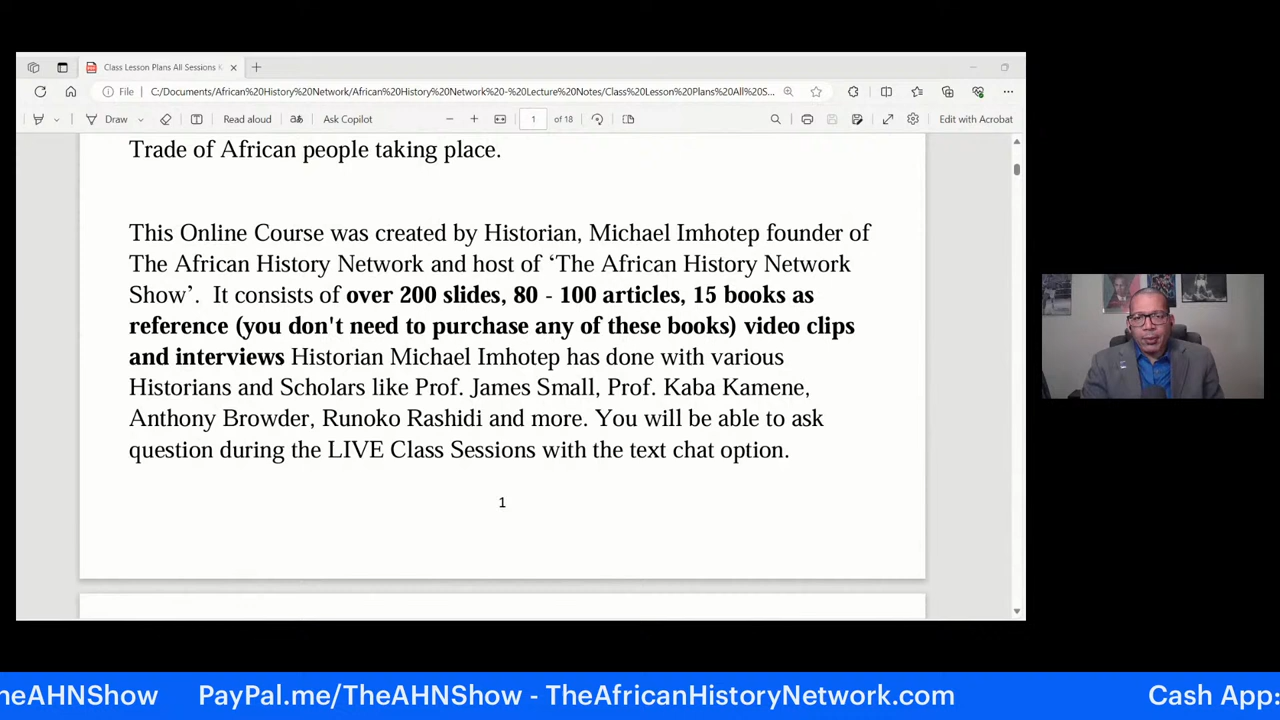 Class Lesson Plans All Sessions
File C:/Documents/African%20History%20Network/African%20History%20Network%20-%20Lecture%20Notes/Class%20Lesson%20Plans%20All%20S...
Draw Read aloud Ask Copilot 1 of 18 Edit with Acrobat
Trade of African people taking place.
This Online Course was created by Historian, Michael Imhotep founder of
The African History Network and host of ‘The African History Network
Show’. It consists of over 200 slides, 80 - 100 articles, 15 books as
reference (you don't need to purchase any of these books) video clips
and interviews Historian Michael Imhotep has done with various
Historians and Scholars like Prof. James Small, Prof. Kaba Kamene,
Anthony Browder, Runoko Rashidi and more. You will be able to ask
question during the LIVE Class Sessions with the text chat option.
1
heAHNShow PayPal.me/TheAHNShow - TheAfricanHistoryNetwork.com Cash App: